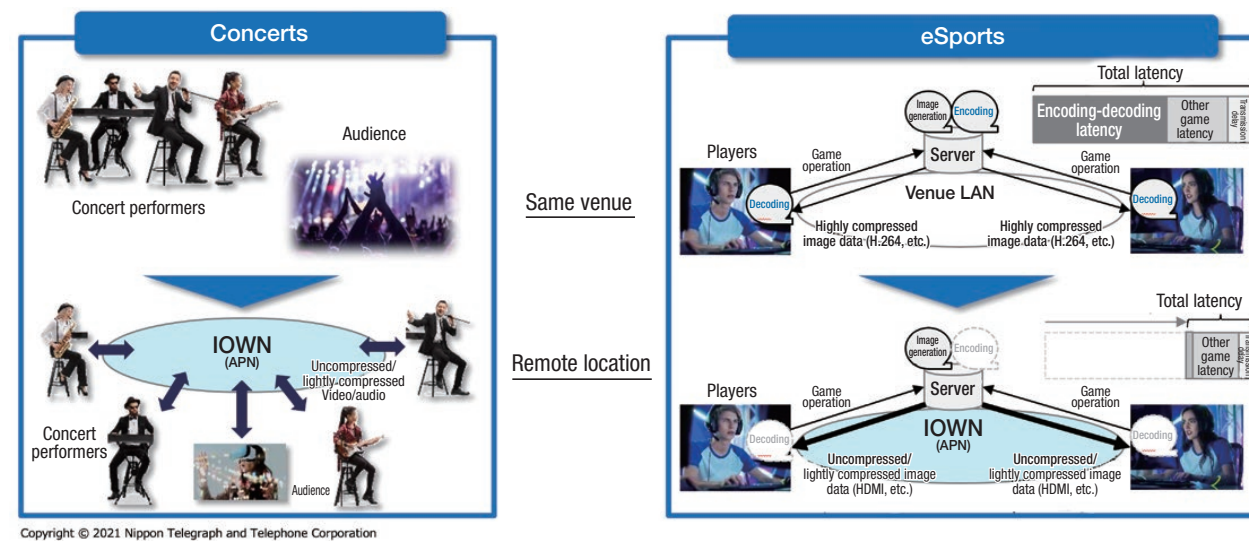 Concerts
Concert performers
Audience
IOWN
(APN)
Uncompressed/
lightly compressed
Video/audio
Concert
performers
Audience
Same venue
Remote location
eSports
Total latency
Encoding-decoding
latency
Other
game
latency
Transmission
delay
Image
generation
Encoding
Server
Players
Game
operation
Game
operation
Decoding
Decoding
Venue LAN
Highly compressed
image data (H.264, etc.)
Highly compressed
image data (H.264, etc.)
Total latency
Other
game
latency
Transmission
delay
Image
generation
Encoding
Server
Players
Game
operation
Game
operation
Decoding
Decoding
IOWN
(APN)
Uncompressed/
lightly compressed image
data (HDMI, etc.)
Uncompressed/
lightly compressed image
data (HDMI, etc.)
Copyright © 2021 Nippon Telegraph and Telephone Corporation